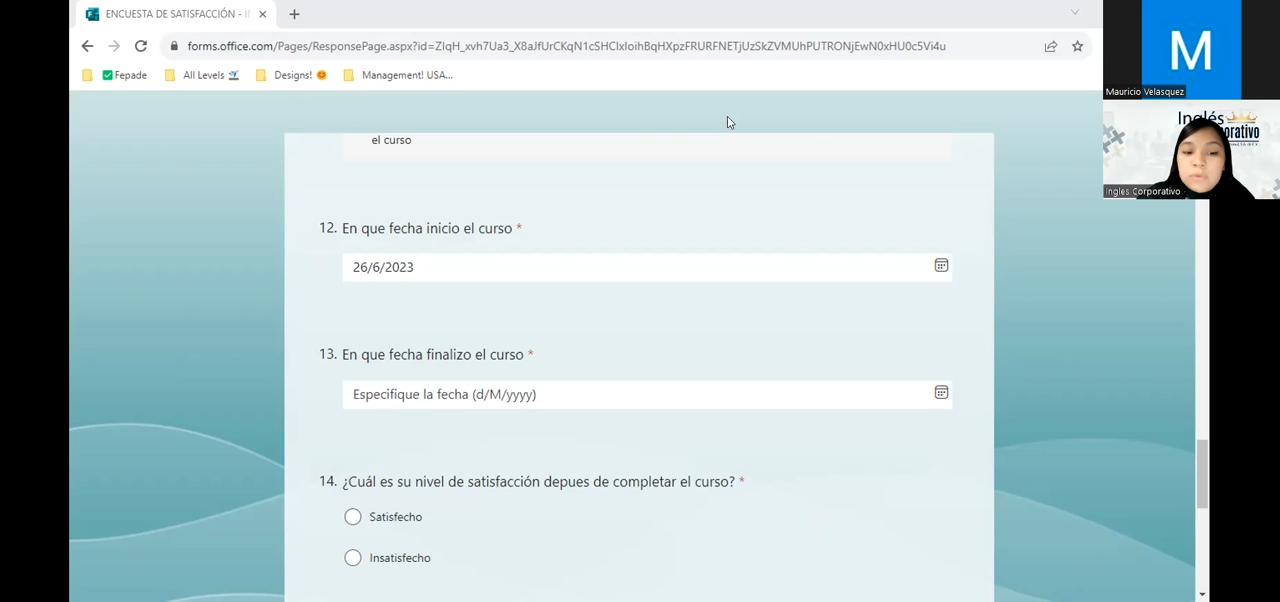 ENCUESTA DE SATISFACCIÓN - I
forms.office.com/Pages/ResponsePage.aspx?id=ZIqH_xvh7Ua3_X8aJfUrCKqN1cSHCIxIoihBqHXpzFRURFNETjUzSkZVMUhPUTRONjEwN0xHU0c5Vi4u
Fepade
All Levels
Designs!
Management! USA...
M
Mauricio Velasquez
Inglés
orativo
Ingles Corporativo
el curso
12. En que fecha inicio el curso *
26/6/2023
13. En que fecha finalizo el curso *
Especifique la fecha (d/M/yyyy)
14. ¿Cuál es su nivel de satisfacción depues de completar el curso? *
Satisfecho
Insatisfecho